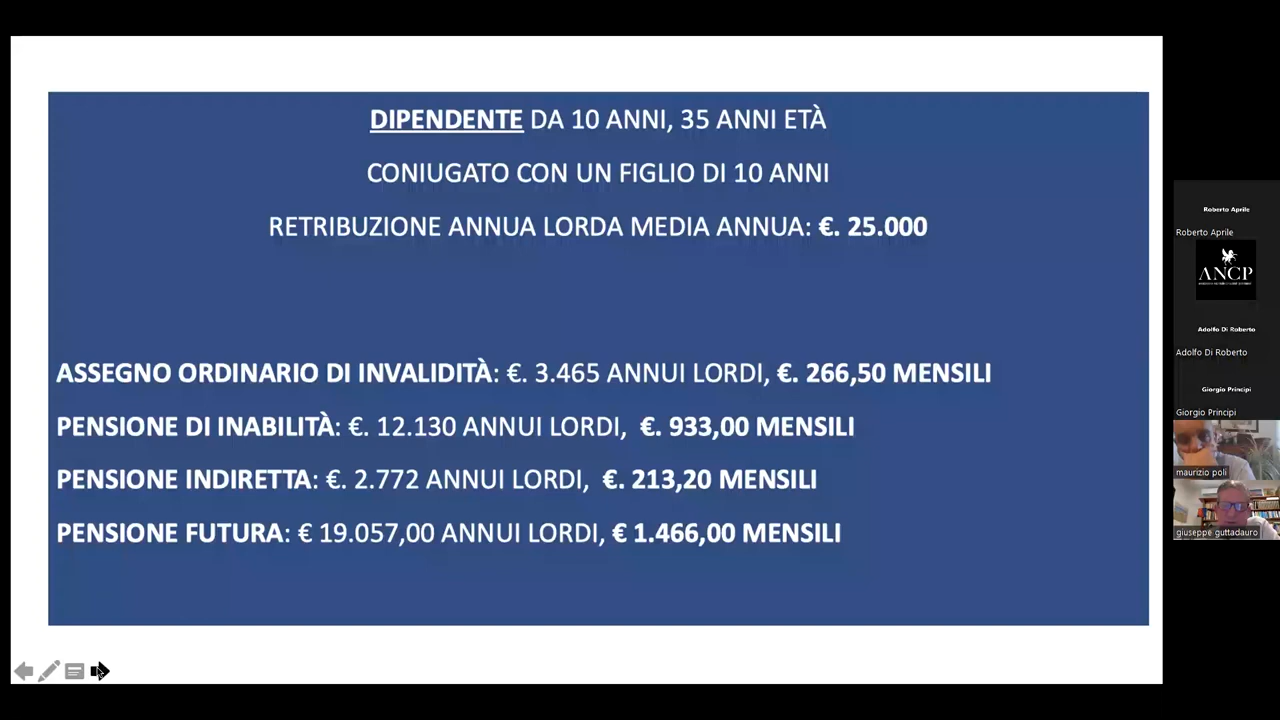 DIPENDENTE DA 10 ANNI, 35 ANNI ETÀ
CONIUGATO CON UN FIGLIO DI 10 ANNI
RETRIBUZIONE ANNUA LORDA MEDIA ANNUA: €. 25.000
ASSEGNO ORDINARIO DI INVALIDITÀ: €. 3.465 ANNUI LORDI, €. 266,50 MENSILI
PENSIONE DI INABILITÀ: €. 12.130 ANNUI LORDI, €. 933,00 MENSILI
PENSIONE INDIRETTA: €. 2.772 ANNUI LORDI, €. 213,20 MENSILI
PENSIONE FUTURA: € 19.057,00 ANNUI LORDI, € 1.466,00 MENSILI
Roberto Aprile
Roberto Aprile
ANCP
Adolfo Di Roberto
Adolfo Di Roberto
Giorgio Principi
Giorgio Principi
maurizio poli
giuseppe guttadauro